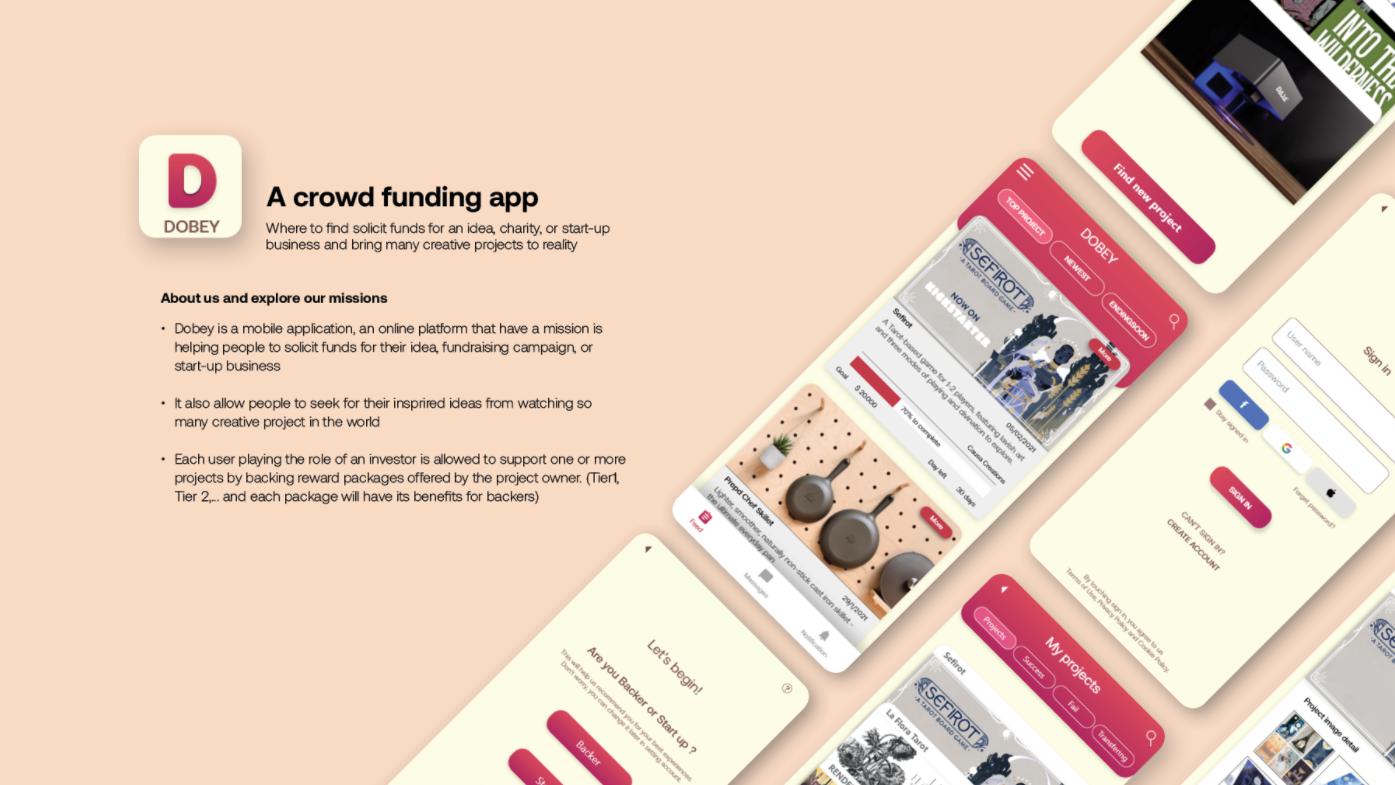 D
DOBEY
A crowd funding app
Where to find solicit funds for an idea, charity, or start-up
business and bring many creative projects to reality
About us and explore our missions
• Dobey is a mobile application, an online platform that have a mission is
helping people to solicit funds for their idea, fundraising campaign, or
start-up business
• It also allow people to seek for their insprired ideas from watching so
many creative project in the world
• Each user playing the role of an investor is allowed to support one or more
projects by backing reward packages offered by the project owner. (Tier1,
Tier 2,... and each package will have its benefits for backers)
INTO THE
WILDERNESS
Find new project
DOBEY
TOP PROJECT
NEWEST
ENDINGSOON
SEFIROT
·A TAROT BOARD GAME·
NOW ON
KICKSTARTER
More
Sefirot
05/02/2021
A Tarot-based game for 1-2 players, featuring lavish art
and three modes of playing and divination to explore.
Causa Creations
70% to complete
Goal
$ 20.000
Day left
30 days
More
Prepd Chef Skillet
29/1/2021
Lighter, smoother, naturally non-stick cast iron skillet -
the ultimate everyday pan
Feed
Messages
Notification
Sign in
User name
Password
f
G
Stay signed in
Forget password?
SIGN IN
CAN'T SIGN IN?
CREATE ACCOUNT
By touching sign in, you agree to us
Terms of Use, Privacy Policy and Cookie Policy.
Let's begin!
?
Are you Backer or Start up ?
This will help us recommend you for your best experiences.
Don't worry, you can change it later in setting account.
Backer
My projects
Projects
Success
Fail
Transfering
Sefirot
SEFIROT
·A TAROT BOARD GAME·
La Flora Tarot
Project image detail